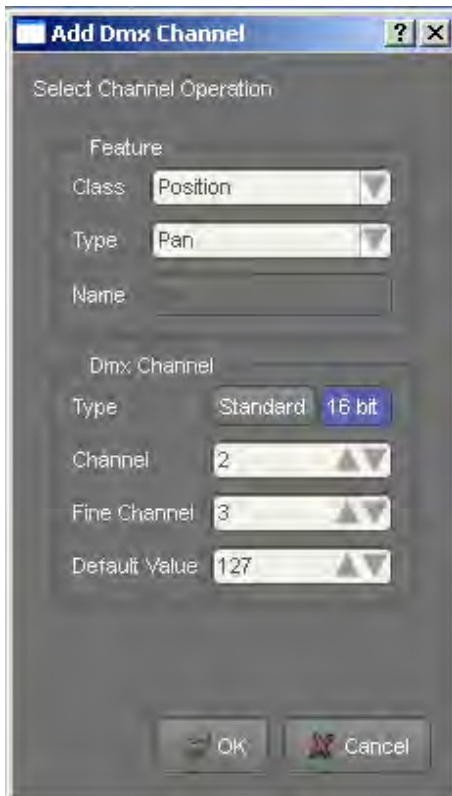 Add Dmx Channel
Select Channel Operation
Feature
Class Position
Type Pan
Name
Dmx Channel
Type Standard 16 bit
Channel 2
Fine Channel 3
Default Value 127
OK Cancel